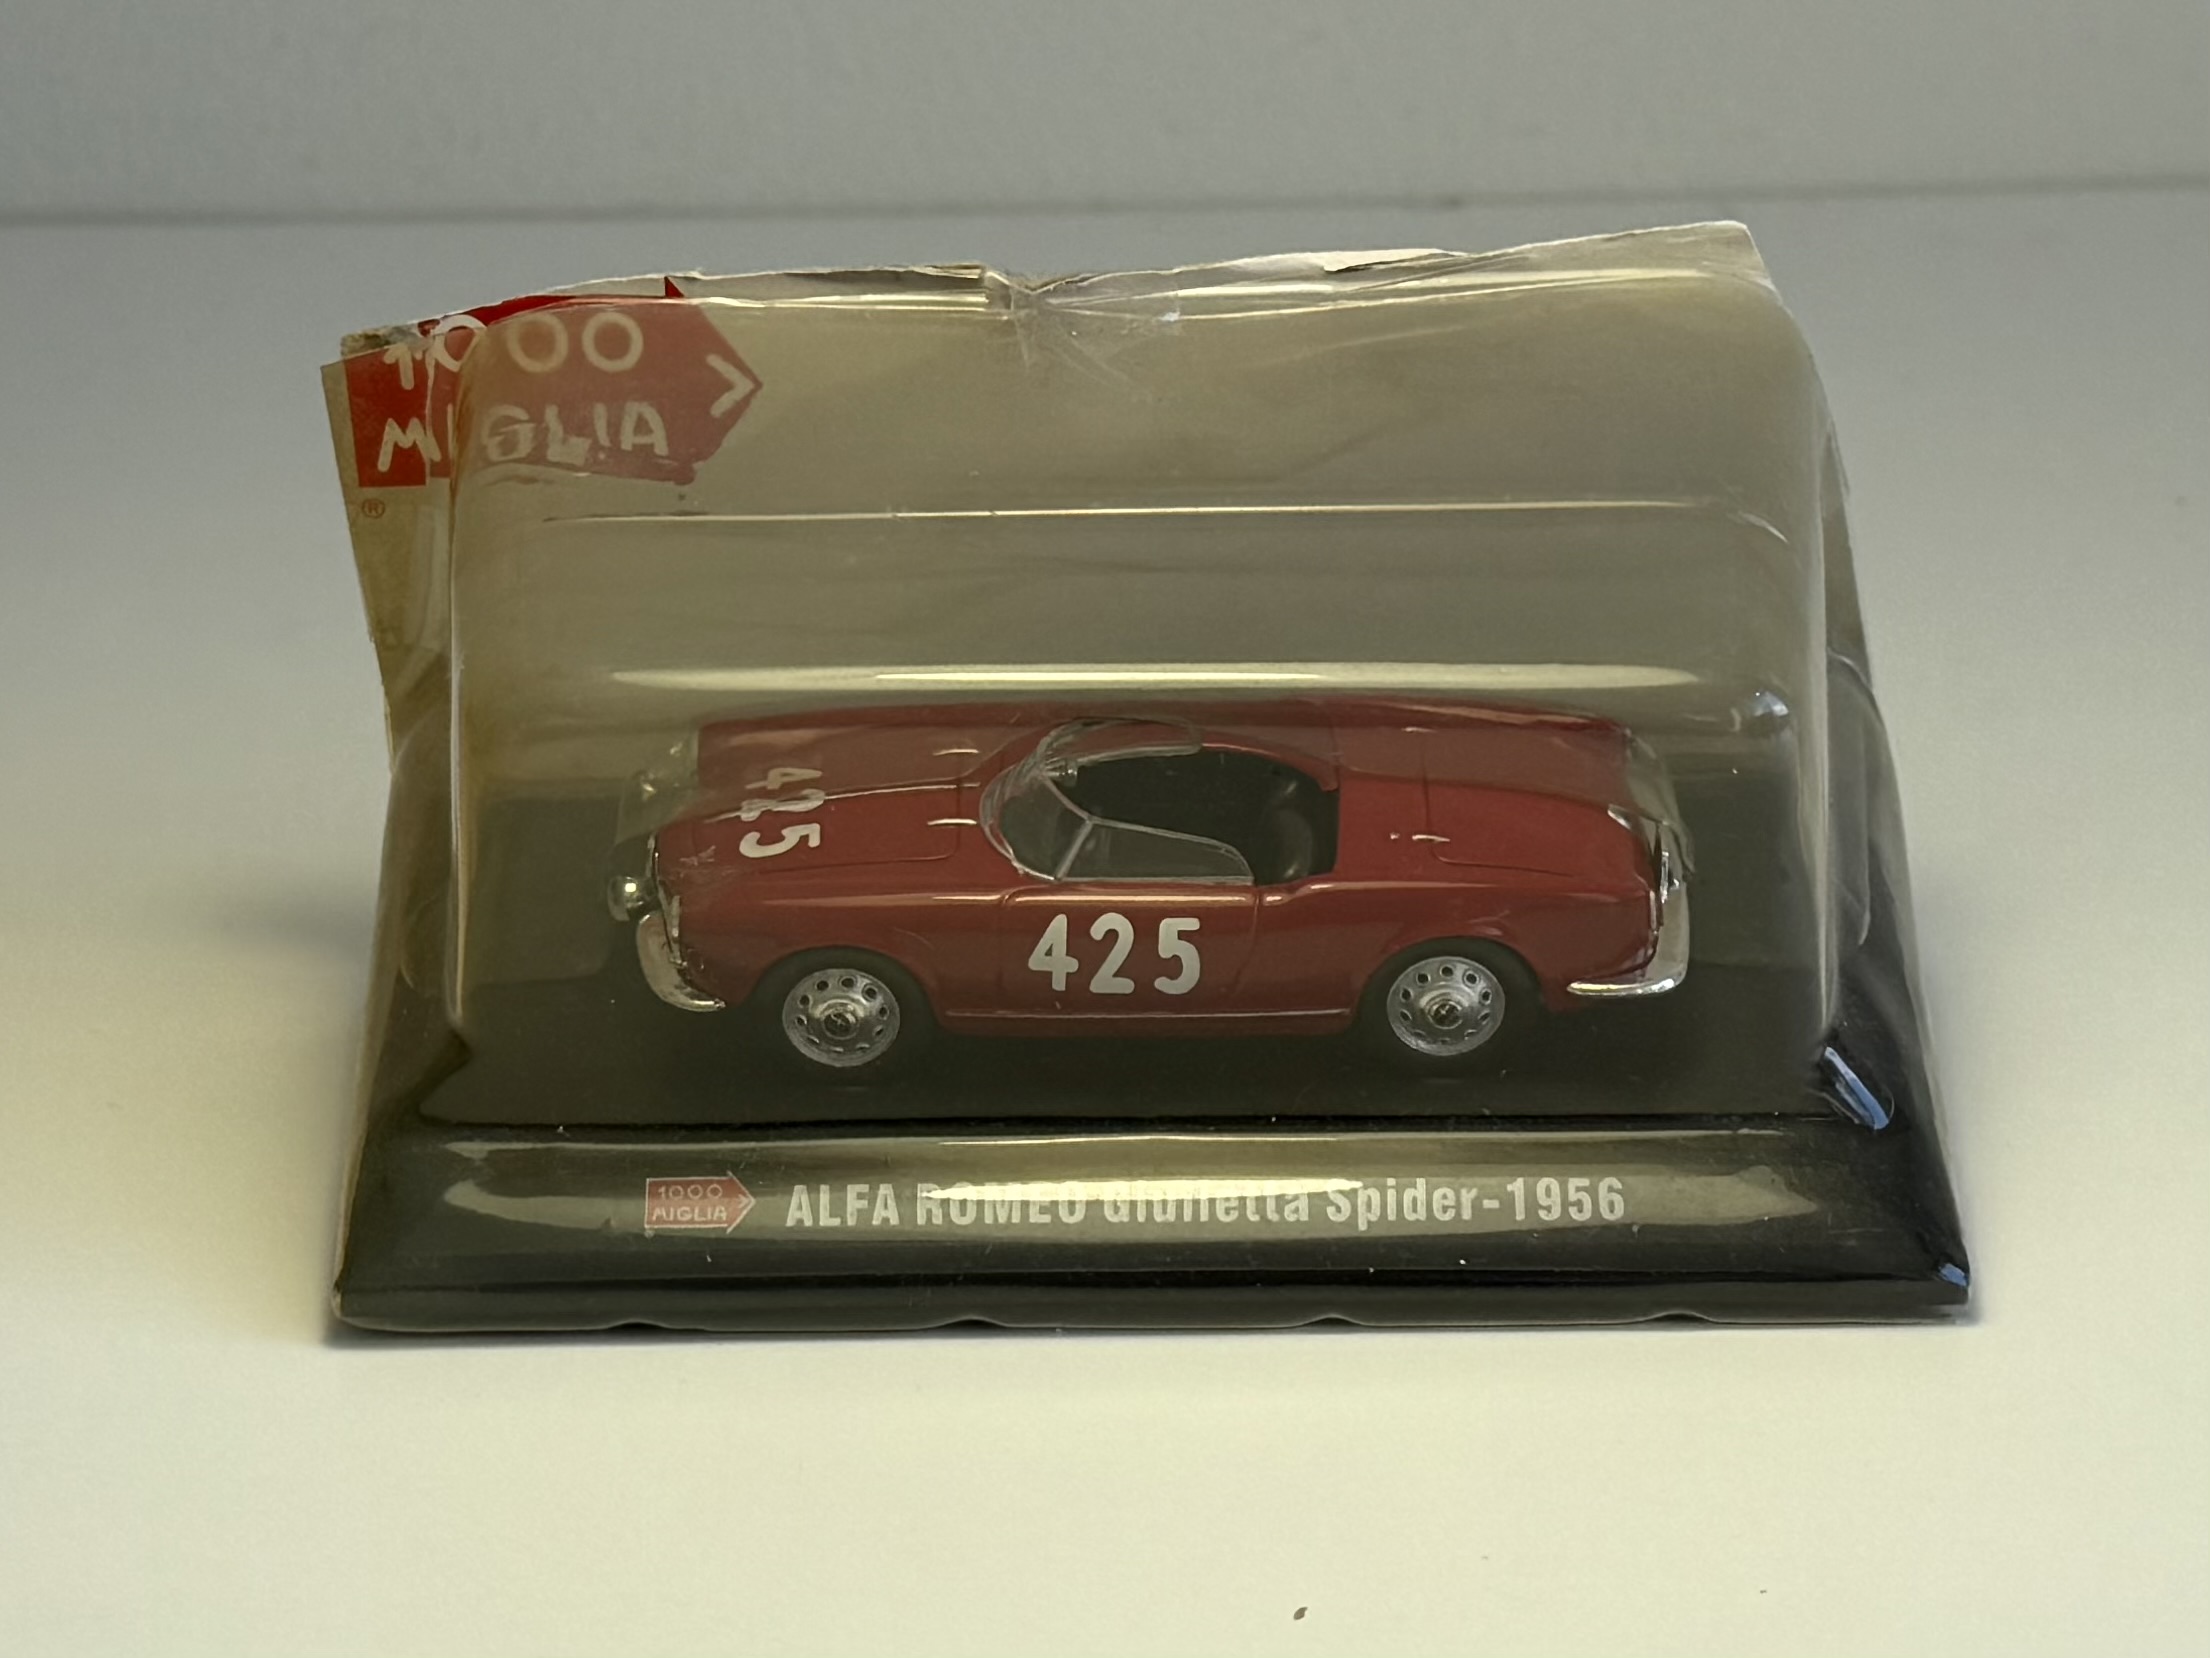 1000
MIGLIA
®
425
425
1000
MIGLIA
ALFA ROMEO Giulietta Spider-1956